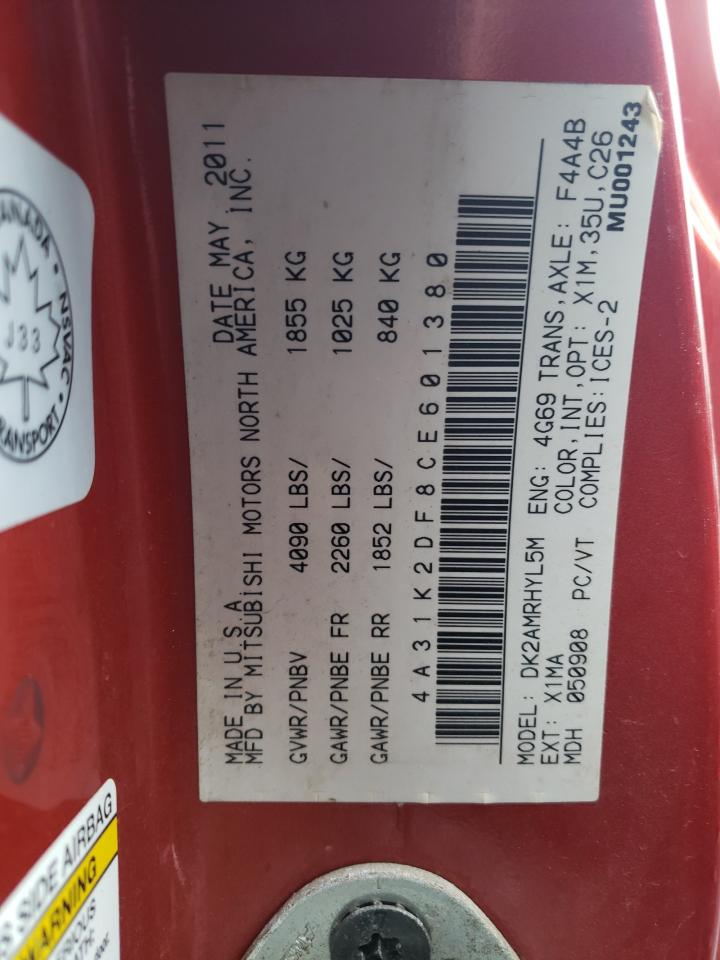 MADE IN U.S.A.
DATE MAY 2011
MFD BY MITSUBISHI MOTORS NORTH AMERICA, INC.
GVWR/PNBV 4090 LBS/ 1855 KG
GAWR/PNBE FR 2260 LBS/ 1025 KG
GAWR/PNBE RR 1852 LBS/ 840 KG
4A31K2DF8CE601380
MODEL: DK2AMRHYL5M ENG: 4G69 TRANS,AXLE: F4A4B
EXT: X1MA COLOR,INT,OPT: X1M,35U,C26
MDH 050908 PC/VT COMPLIES:ICES-2
MU001243
CANADA • NSVAC •
TRANSPORT
J33
SIDE AIRBAG
WARNING